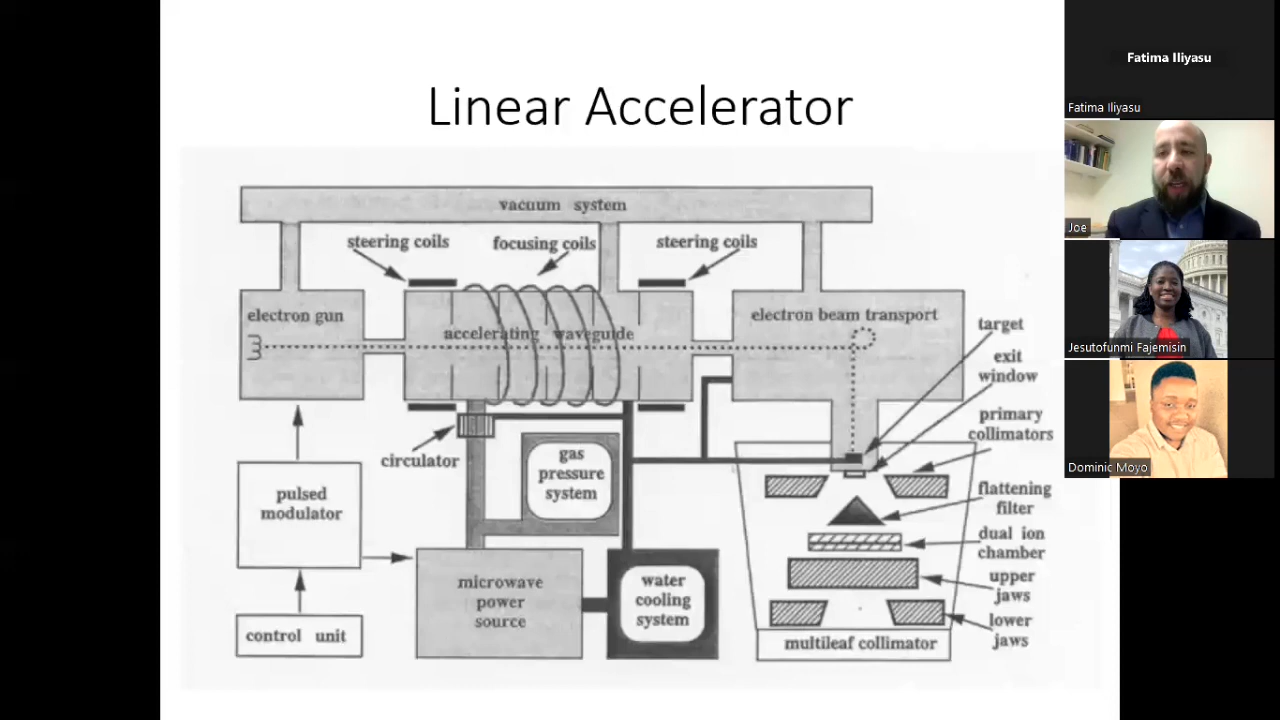 Linear Accelerator
vacuum system
steering coils
focusing coils
steering coils
electron gun
accelerating waveguide
electron beam transport
target
exit
window
primary
collimators
circulator
gas
pressure
system
pulsed
modulator
flattening
filter
dual ion
chamber
upper
jaws
microwave
power
source
water
cooling
system
lower
jaws
control unit
multileaf collimator
Fatima Iliyasu
Fatima Iliyasu
Joe
Jesutofunmi Fajemisin
Dominic Moyo